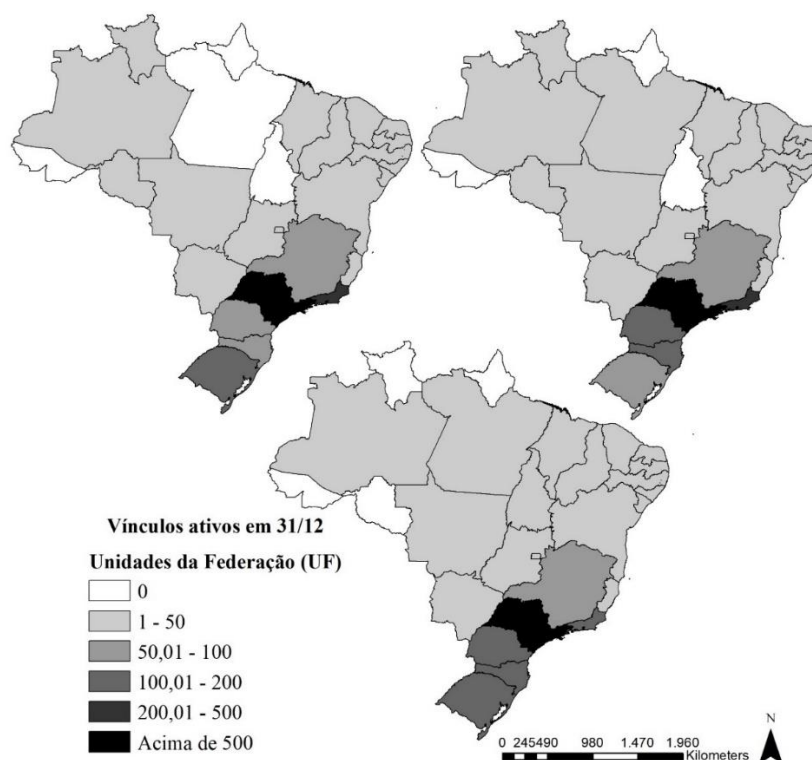 Vínculos ativos em 31/12
Unidades da Federação (UF)
0
1 - 50
50,01 - 100
100,01 - 200
200,01 - 500
Acima de 500
N
0 245490 980 1.470 1.960
Kilometers